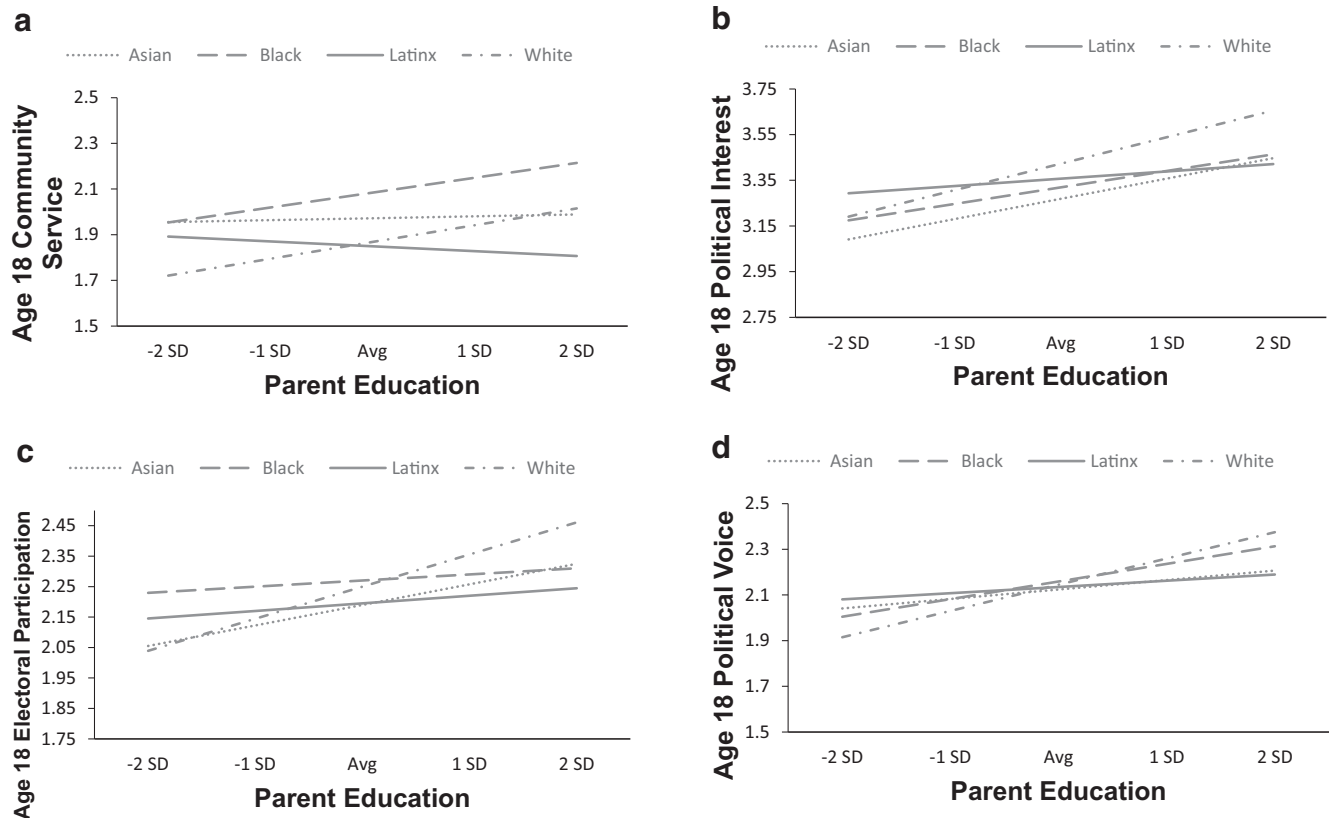 a
Asian Black Latinx White
Age 18 Community
Service
2.5
2.3
2.1
1.9
1.7
1.5
-2 SD -1 SD Avg 1 SD 2 SD
Parent Education
b
Asian Black Latinx White
Age 18 Political Interest
3.75
3.55
3.35
3.15
2.95
2.75
-2 SD -1 SD Avg 1 SD 2 SD
Parent Education
c
Asian Black Latinx White
Age 18 Electoral Participation
2.45
2.35
2.25
2.15
2.05
1.95
1.85
1.75
-2 SD -1 SD Avg 1 SD 2 SD
Parent Education
d
Asian Black Latinx White
Age 18 Political Voice
2.5
2.3
2.1
1.9
1.7
1.5
-2 SD -1 SD Avg 1 SD 2 SD
Parent Education